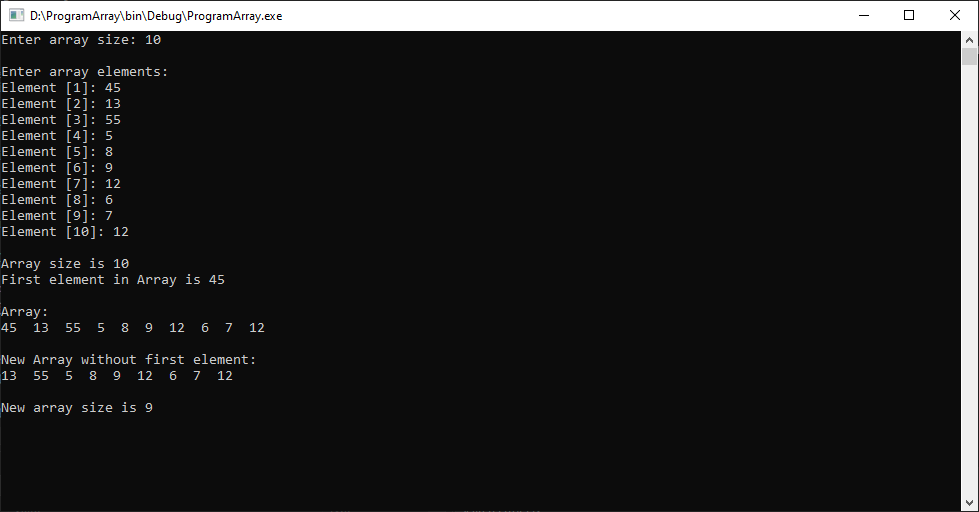 D:\ProgramArray\bin\Debug\ProgramArray.exe
Enter array size: 10
Enter array elements:
Element [1]: 45
Element [2]: 13
Element [3]: 55
Element [4]: 5
Element [5]: 8
Element [6]: 9
Element [7]: 12
Element [8]: 6
Element [9]: 7
Element [10]: 12
Array size is 10
First element in Array is 45
Array:
45  13  55  5  8  9  12  6  7  12
New Array without first element:
13  55  5  8  9  12  6  7  12
New array size is 9